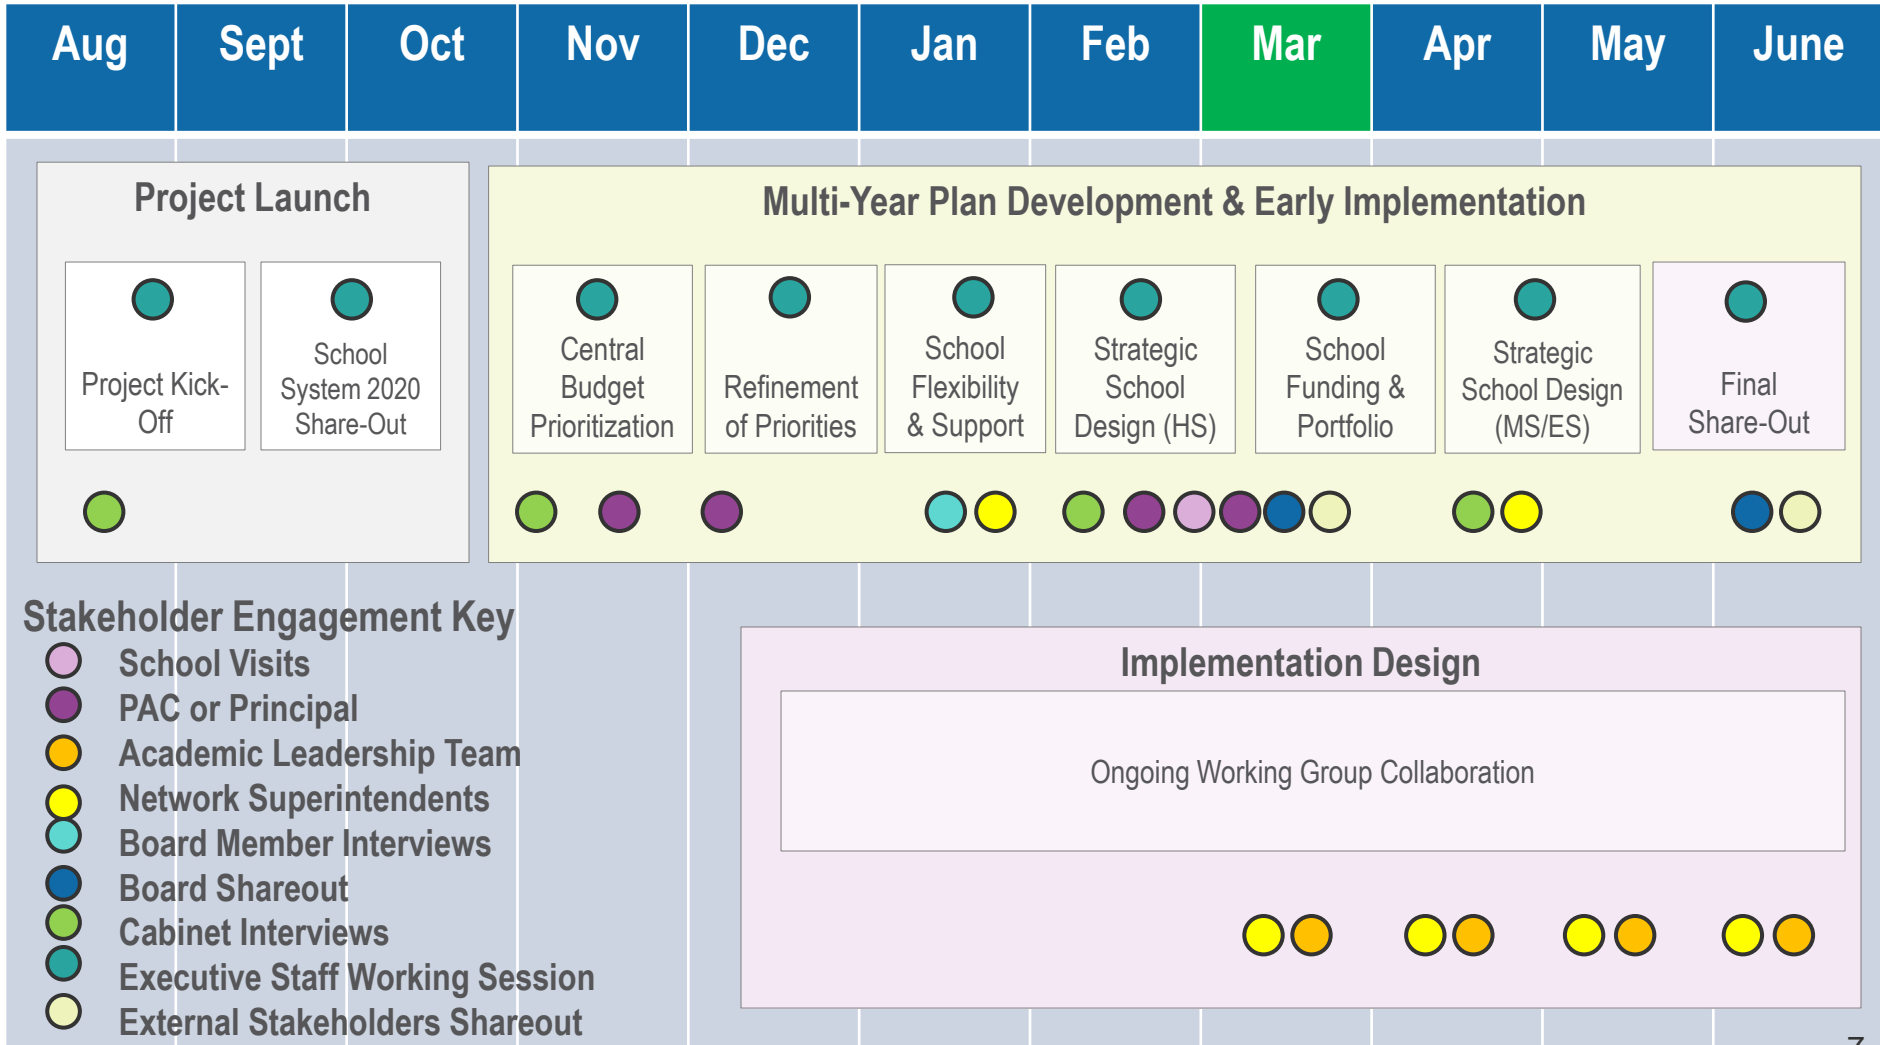 Aug Sept Oct Nov Dec Jan Feb Mar Apr May June
Project Launch
Multi-Year Plan Development & Early Implementation
Project Kick-
Off
School
System 2020
Share-Out
Central
Budget
Prioritization
Refinement
of Priorities
School
Flexibility
& Support
Strategic
School
Design (HS)
School
Funding &
Portfolio
Strategic
School Design
(MS/ES)
Final
Share-Out
Stakeholder Engagement Key
School Visits
PAC or Principal
Academic Leadership Team
Network Superintendents
Board Member Interviews
Board Shareout
Cabinet Interviews
Executive Staff Working Session
External Stakeholders Shareout
Implementation Design
Ongoing Working Group Collaboration